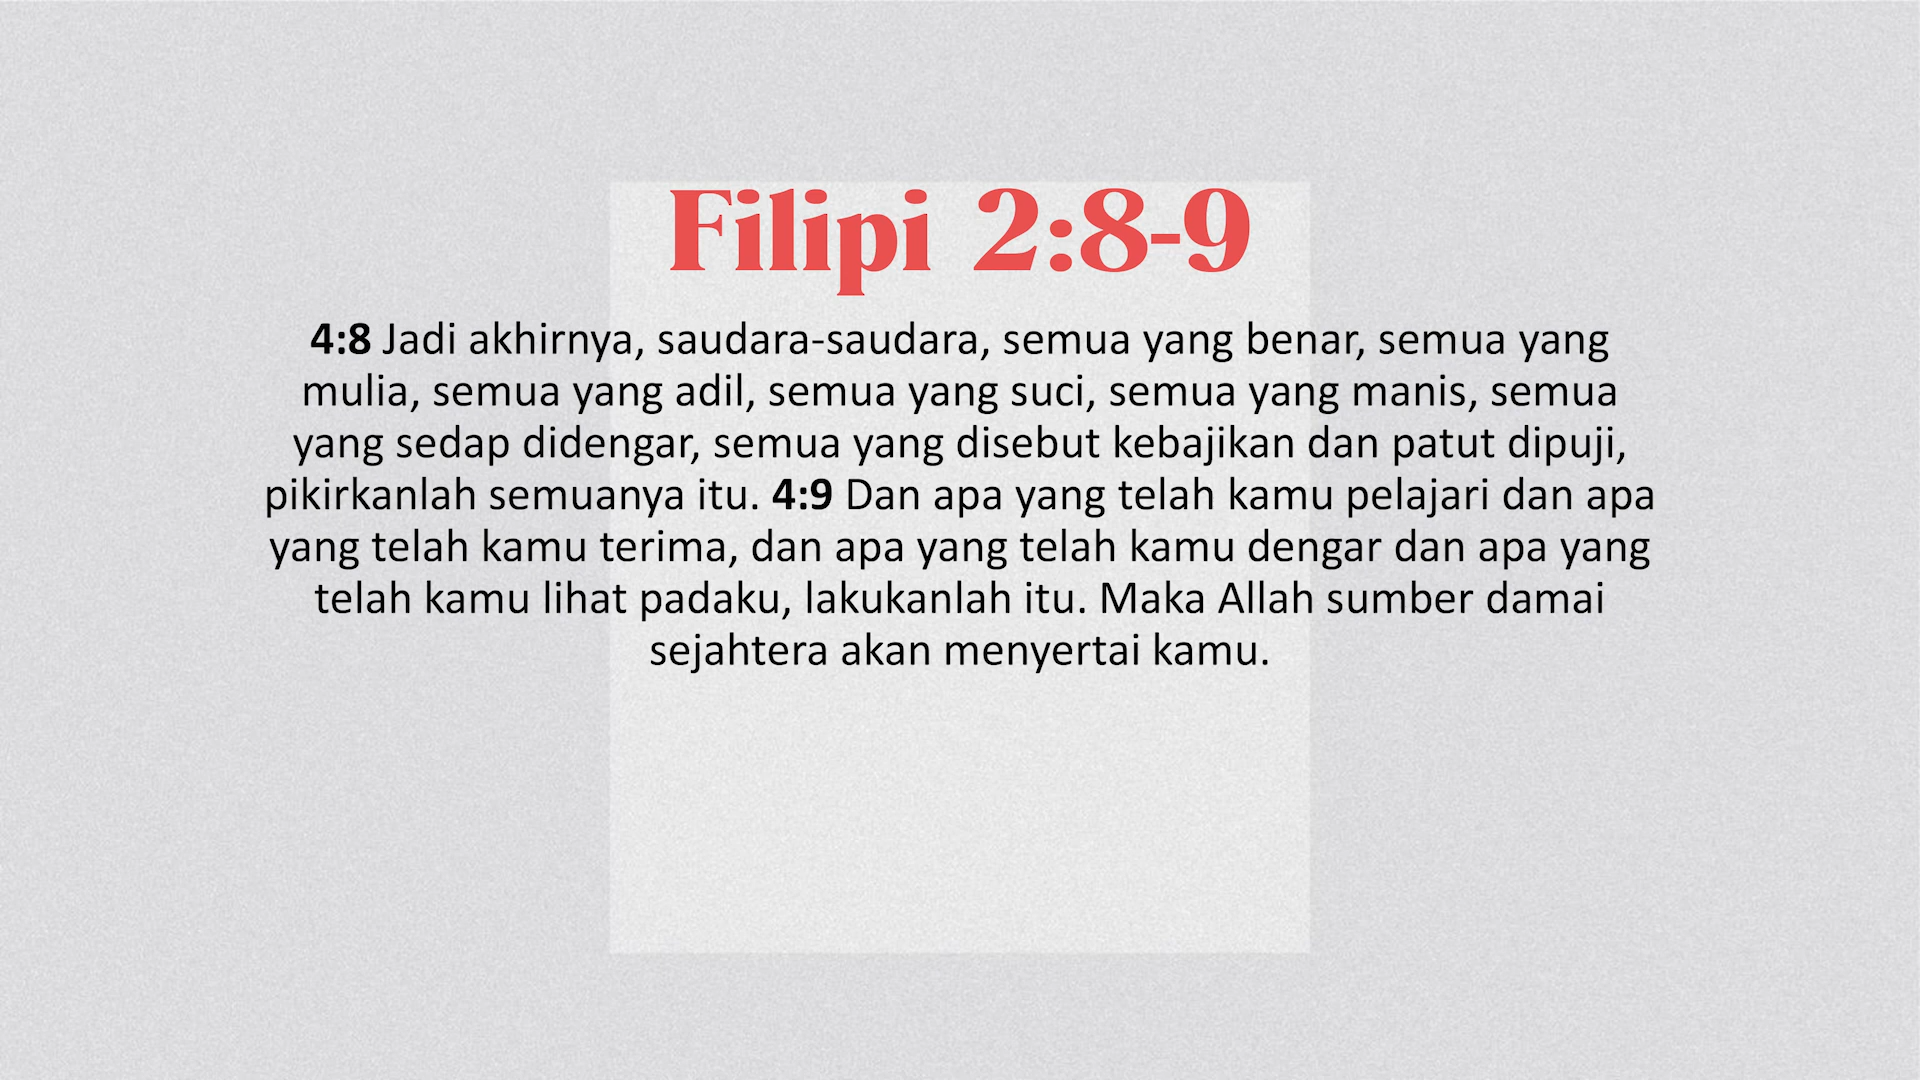 Filipi 2:8-9
4:8 Jadi akhirnya, saudara-saudara, semua yang benar, semua yang
mulia, semua yang adil, semua yang suci, semua yang manis, semua
yang sedap didengar, semua yang disebut kebajikan dan patut dipuji,
pikirkanlah semuanya itu. 4:9 Dan apa yang telah kamu pelajari dan apa
yang telah kamu terima, dan apa yang telah kamu dengar dan apa yang
telah kamu lihat padaku, lakukanlah itu. Maka Allah sumber damai
sejahtera akan menyertai kamu.